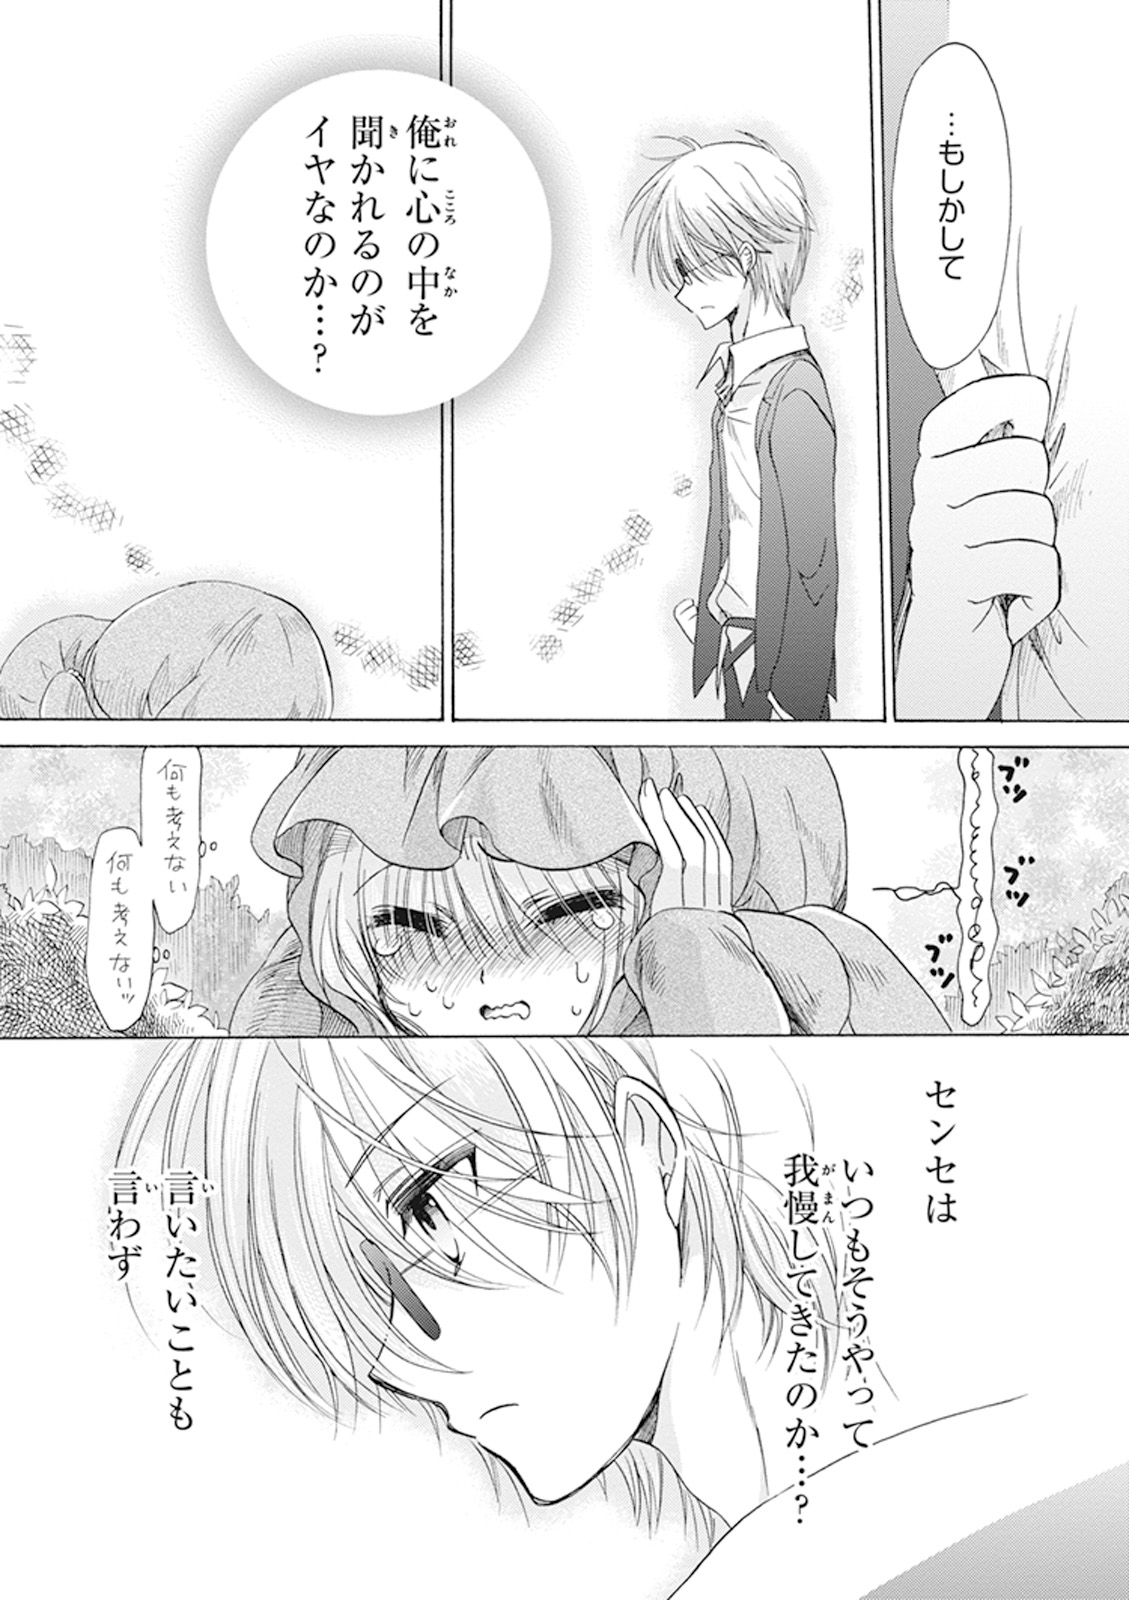 …もしかして
俺に心の中を
聞かれるのが
イヤなのか…?
ブツ
ブツ
ブツ
何も考えない
何も考えないッ
センセは
いつもそうやって
我慢してきたのか…?
言いたいことも
言わず